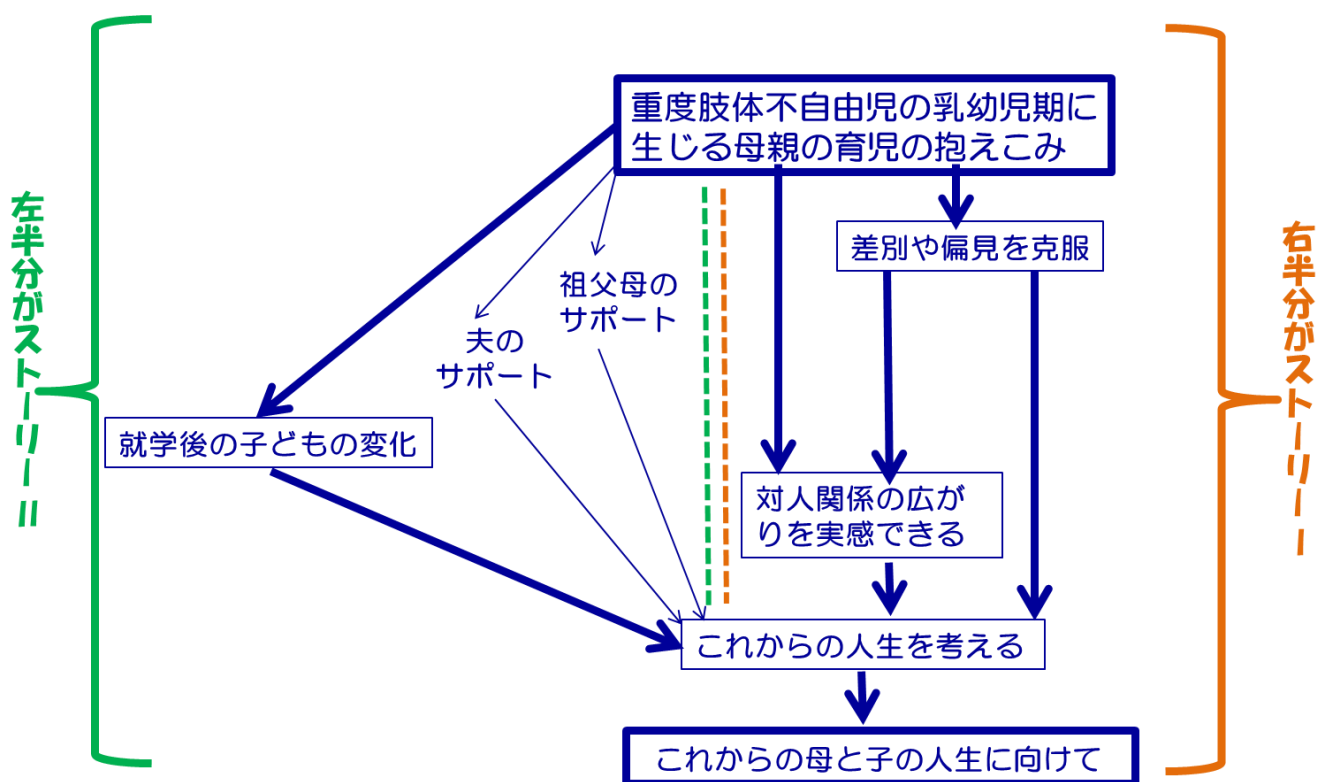 重度肢体不自由児の乳幼児期に
生じる母親の育児の抱えこみ
左半分がストーリーⅡ
右半分がストーリーⅠ
差別や偏見を克服
祖父母の
サポート
夫の
サポート
就学後の子どもの変化
対人関係の広が
りを実感できる
これからの人生を考える
これからの母と子の人生に向けて